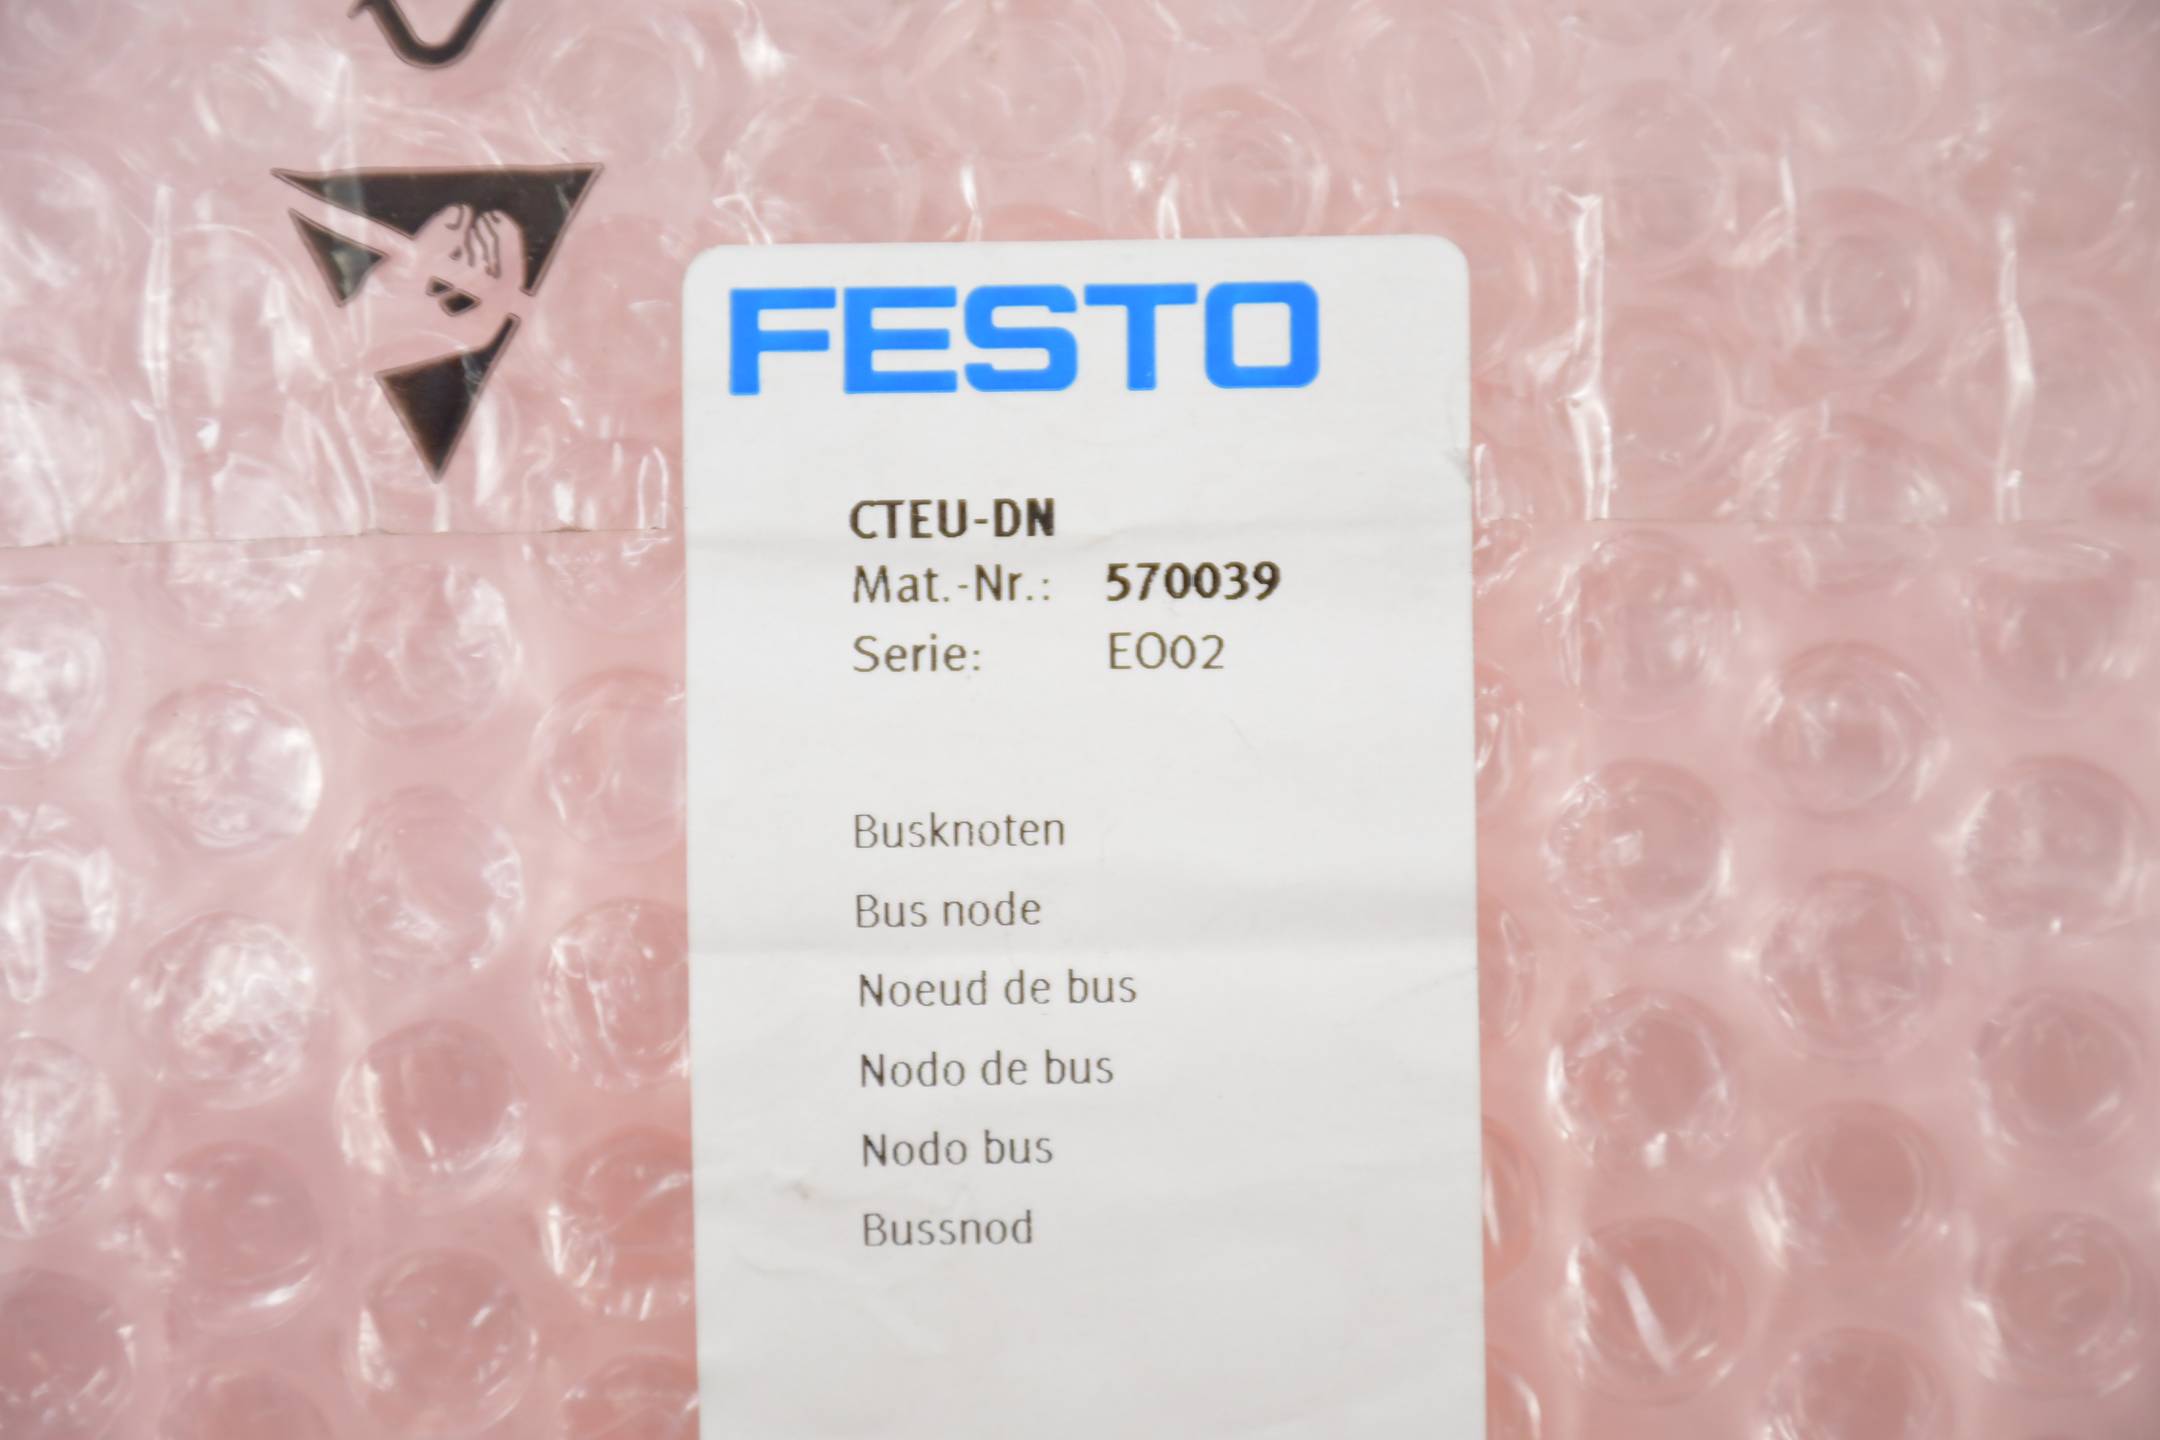 FESTO
CTEU-DN
Mat.-Nr.: 570039
Serie: EO02
Busknoten
Bus node
Noeud de bus
Nodo de bus
Nodo bus
Bussnod